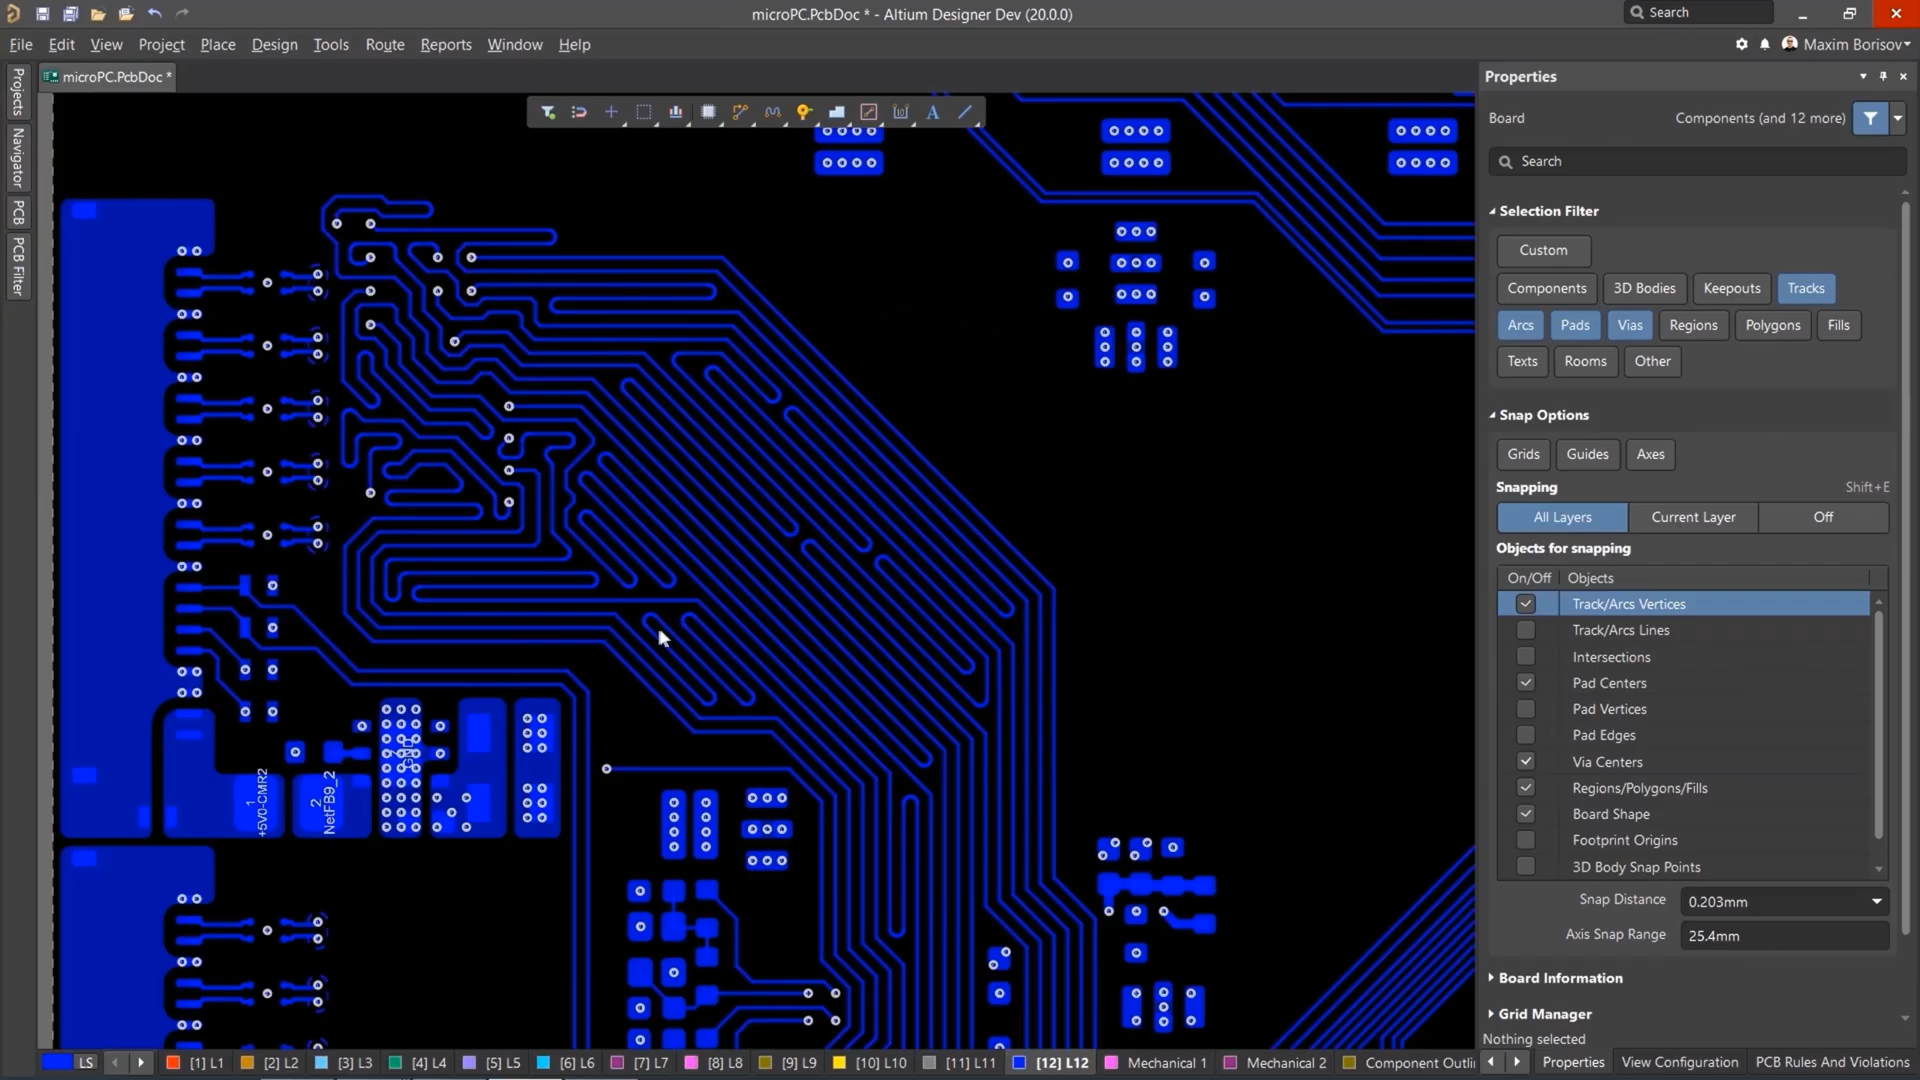 microPC.PcbDoc * - Altium Designer Dev (20.0.0)
Search
File Edit View Project Place Design Tools Route Reports Window Help
Maxim Borisov
microPC.PcbDoc *
Projects
Navigator
PCB
PCB Filter
A
+5V0-CMR2
1
NetFB9_2
2
GND
Properties
Board Components (and 12 more)
Search
Selection Filter
Custom
Components 3D Bodies Keepouts Tracks
Arcs Pads Vias Regions Polygons Fills
Texts Rooms Other
Snap Options
Grids Guides Axes
Snapping Shift+E
All Layers Current Layer Off
Objects for snapping
On/Off Objects
Track/Arcs Vertices
Track/Arcs Lines
Intersections
Pad Centers
Pad Vertices
Pad Edges
Via Centers
Regions/Polygons/Fills
Board Shape
Footprint Origins
3D Body Snap Points
Snap Distance 0.203mm
Axis Snap Range 25.4mm
Board Information
Grid Manager
Nothing selected
LS [1] L1 [2] L2 [3] L3 [4] L4 [5] L5 [6] L6 [7] L7 [8] L8 [9] L9 [10] L10 [11] L11 [12] L12 Mechanical 1 Mechanical 2 Component Outli
Properties View Configuration PCB Rules And Violations